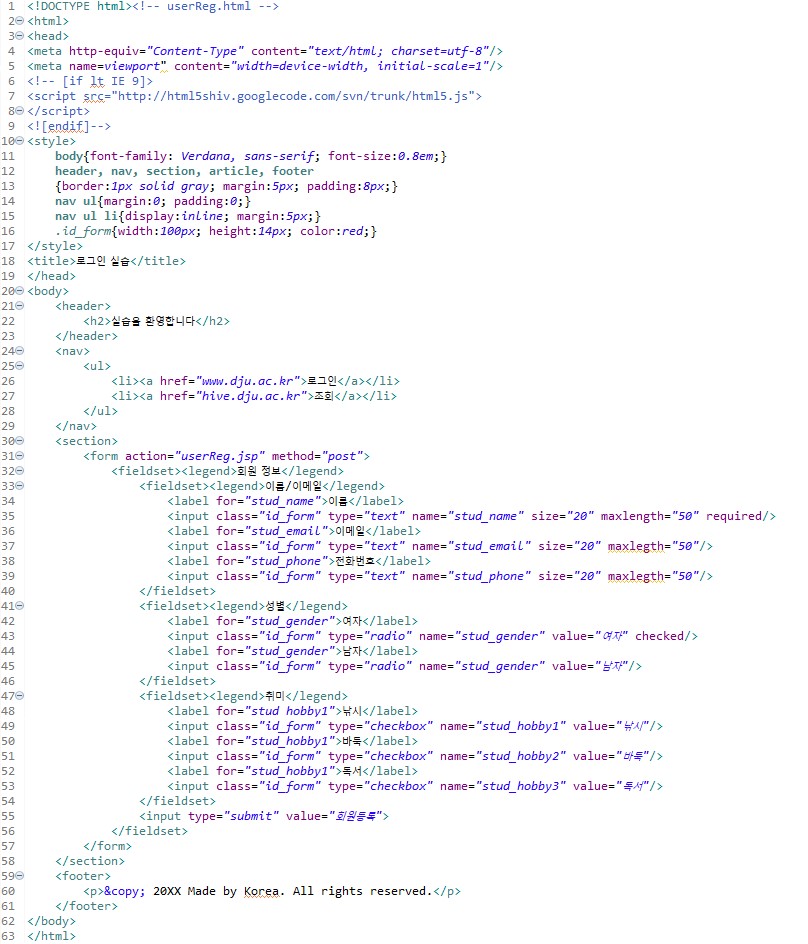 1 <!DOCTYPE html><!-- userReg.html -->
2 <html>
3 <head>
4 <meta http-equiv="Content-Type" content="text/html; charset=utf-8"/>
5 <meta name=viewport" content="width=device-width, initial-scale=1"/>
6 <!-- [if lt IE 9]>
7 <script src="http://html5shiv.googlecode.com/svn/trunk/html5.js">
8 </script>
9 <![endif]-->
10 <style>
11     body{font-family: Verdana, sans-serif; font-size:0.8em;}
12     header, nav, section, article, footer
13     {border:1px solid gray; margin:5px; padding:8px;}
14     nav ul{margin:0; padding:0;}
15     nav ul li{display:inline; margin:5px;}
16     .id_form{width:100px; height:14px; color:red;}
17 </style>
18 <title>로그인 실습</title>
19 </head>
20 <body>
21     <header>
22         <h2>실습을 환영합니다</h2>
23     </header>
24     <nav>
25         <ul>
26             <li><a href="www.dju.ac.kr">로그인</a></li>
27             <li><a href="hive.dju.ac.kr">조회</a></li>
28         </ul>
29     </nav>
30     <section>
31         <form action="userReg.jsp" method="post">
32             <fieldset><legend>회원 정보</legend>
33                 <fieldset><legend>이름/이메일</legend>
34                     <label for="stud_name">이름</label>
35                     <input class="id_form" type="text" name="stud_name" size="20" maxlength="50" required/>
36                     <label for="stud_email">이메일</label>
37                     <input class="id_form" type="text" name="stud_email" size="20" maxlegth="50"/>
38                     <label for="stud_phone">전화번호</label>
39                     <input class="id_form" type="text" name="stud_phone" size="20" maxlegth="50"/>
40                 </fieldset>
41                 <fieldset><legend>성별</legend>
42                     <label for="stud_gender">여자</label>
43                     <input class="id_form" type="radio" name="stud_gender" value="여자" checked/>
44                     <label for="stud_gender">남자</label>
45                     <input class="id_form" type="radio" name="stud_gender" value="남자"/>
46                 </fieldset>
47                 <fieldset><legend>취미</legend>
48                     <label for="stud hobby1">낚시</label>
49                     <input class="id_form" type="checkbox" name="stud_hobby1" value="낚시"/>
50                     <label for="stud_hobby1">바둑</label>
51                     <input class="id_form" type="checkbox" name="stud_hobby2" value="바둑"/>
52                     <label for="stud_hobby1">독서</label>
53                     <input class="id_form" type="checkbox" name="stud_hobby3" value="독서"/>
54                 </fieldset>
55                 <input type="submit" value="회원등록">
56             </fieldset>
57         </form>
58     </section>
59     <footer>
60         <p>&copy; 20XX Made by Korea. All rights reserved.</p>
61     </footer>
62 </body>
63 </html>